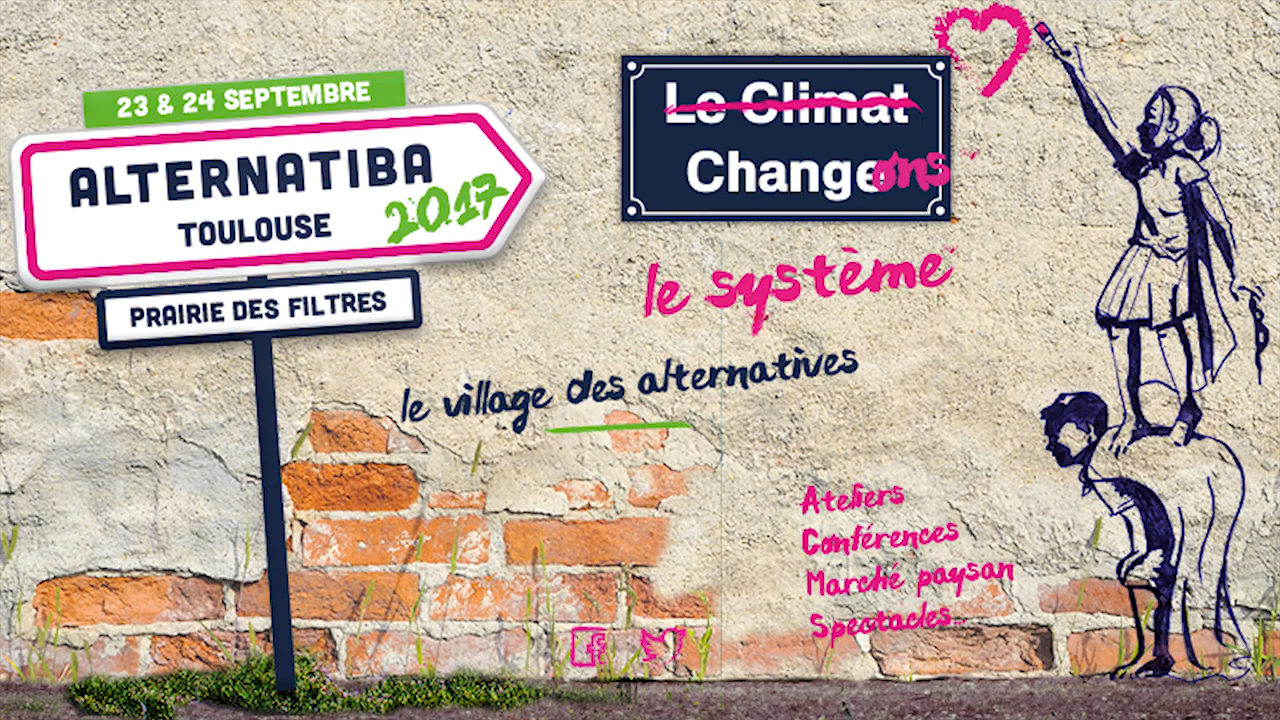 23 & 24 SEPTEMBRE
ALTERNATIBA
TOULOUSE
2017
PRAIRIE DES FILTRES
Le Climat
Changeons
le système
le village des alternatives
Ateliers
Conférences
Marché paysan
Spectacles...